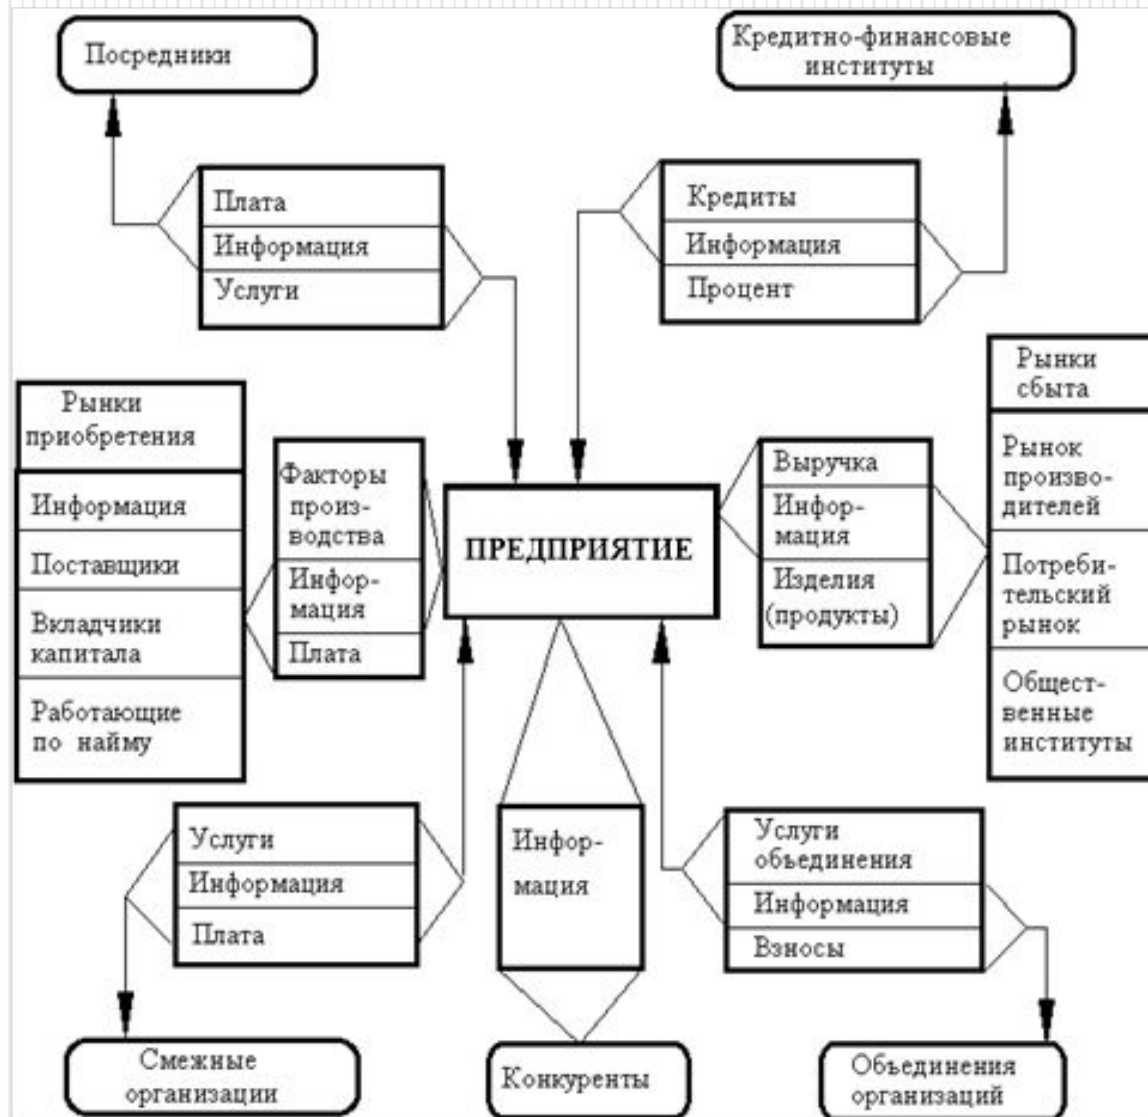 Посредники
Кредитно-финансовые
институты
Плата
Информация
Услуги
Кредиты
Информация
Процент
Рынки
приобретения
Информация
Поставщики
Вкладчики
капитала
Работающие
по найму
Факторы
произ-
водства
Инфор-
мация
Плата
ПРЕДПРИЯТИЕ
Выручка
Инфор-
мация
Изделия
(продукты)
Рынки
сбыта
Рынок
произво-
дителей
Потреби-
тельский
рынок
Общест-
венные
институты
Услуги
Информация
Плата
Инфор-
мация
Услуги
объединения
Информация
Взносы
Смежные
организации
Конкуренты
Объединения
организаций